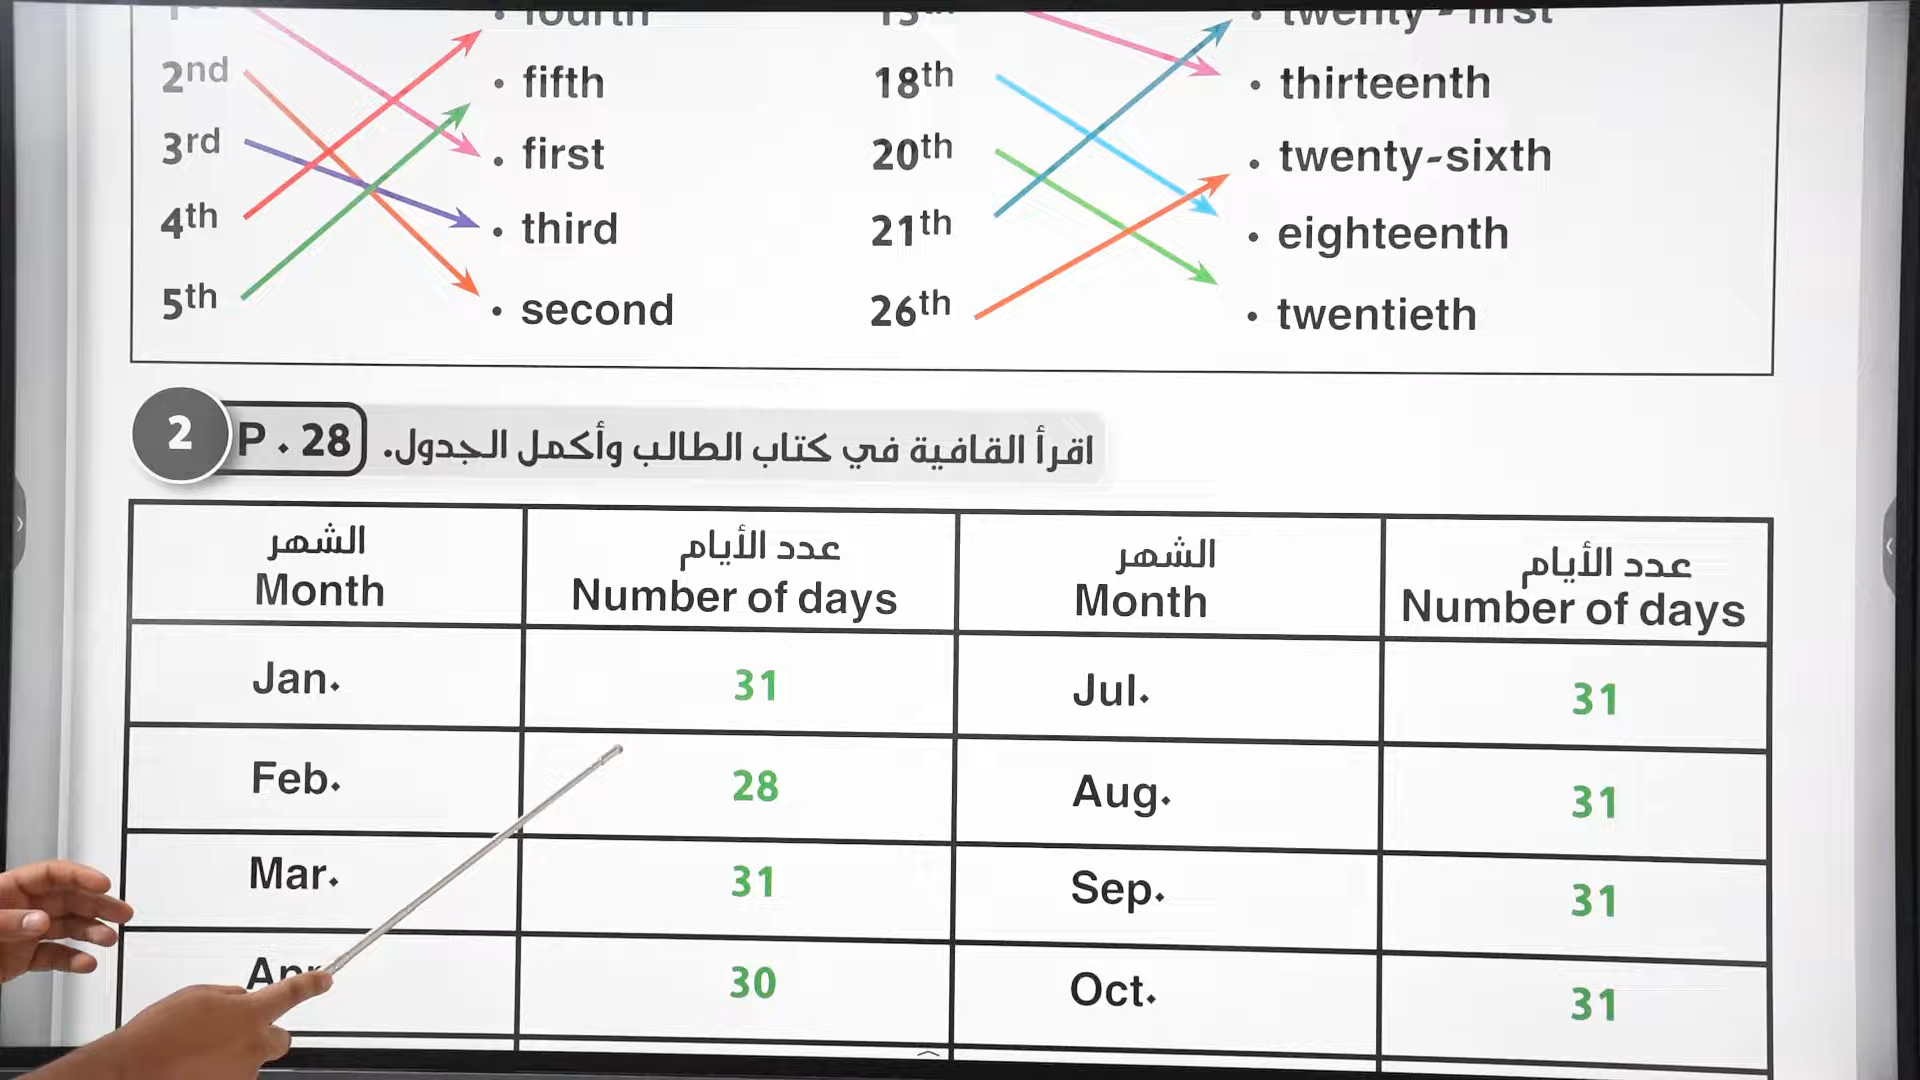 fourth
2nd
fifth
18th
thirteenth
3rd
first
20th
twenty-sixth
4th
third
21th
eighteenth
5th
second
26th
twentieth
2 P. 28 اقرأ القافية في كتاب الطالب وأكمل الجدول.
الشهر
Month
عدد الأيام
Number of days
الشهر
Month
عدد الأيام
Number of days
Jan. 31 Jul. 31
Feb. 28 Aug. 31
Mar. 31 Sep. 31
30 Oct. 31